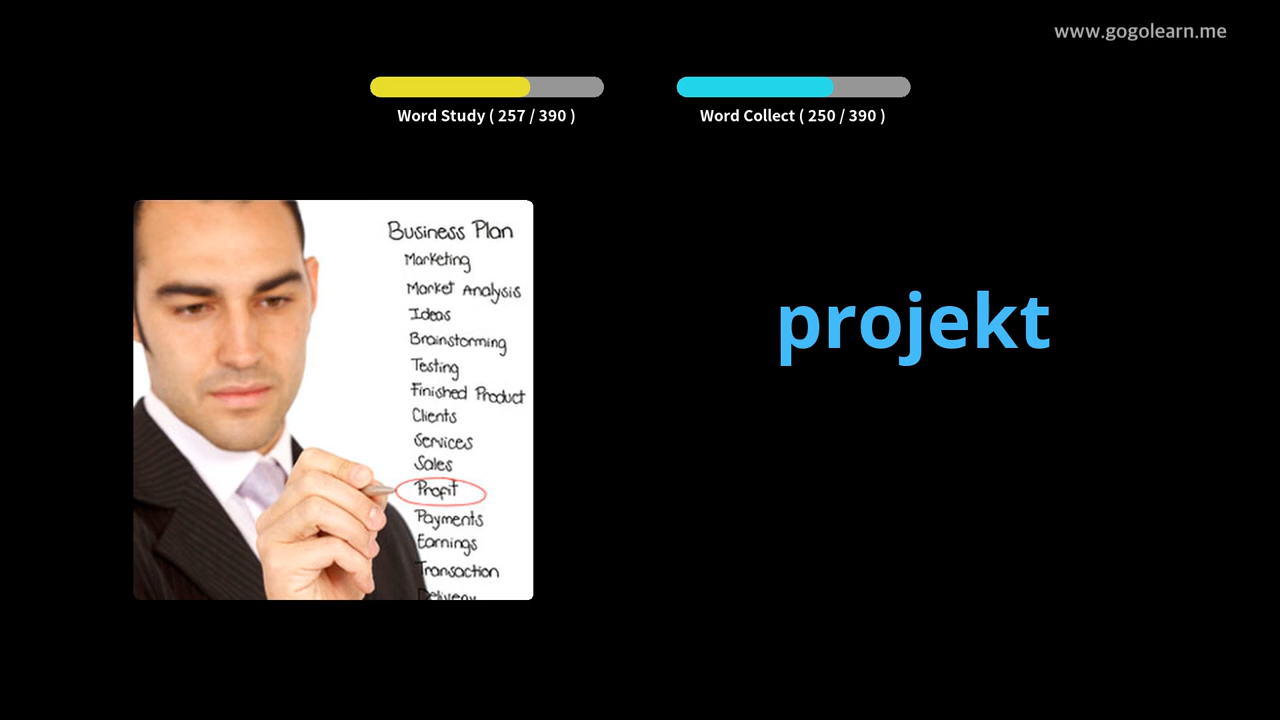 www.gogolearn.me
Word Study ( 257 / 390 )
Word Collect ( 250 / 390 )
Business Plan
Marketing
Market Analysis
Ideas
Brainstorming
Testing
Finished Product
Clients
Services
Sales
Profit
Payments
Earnings
Transaction
Delivery
projekt